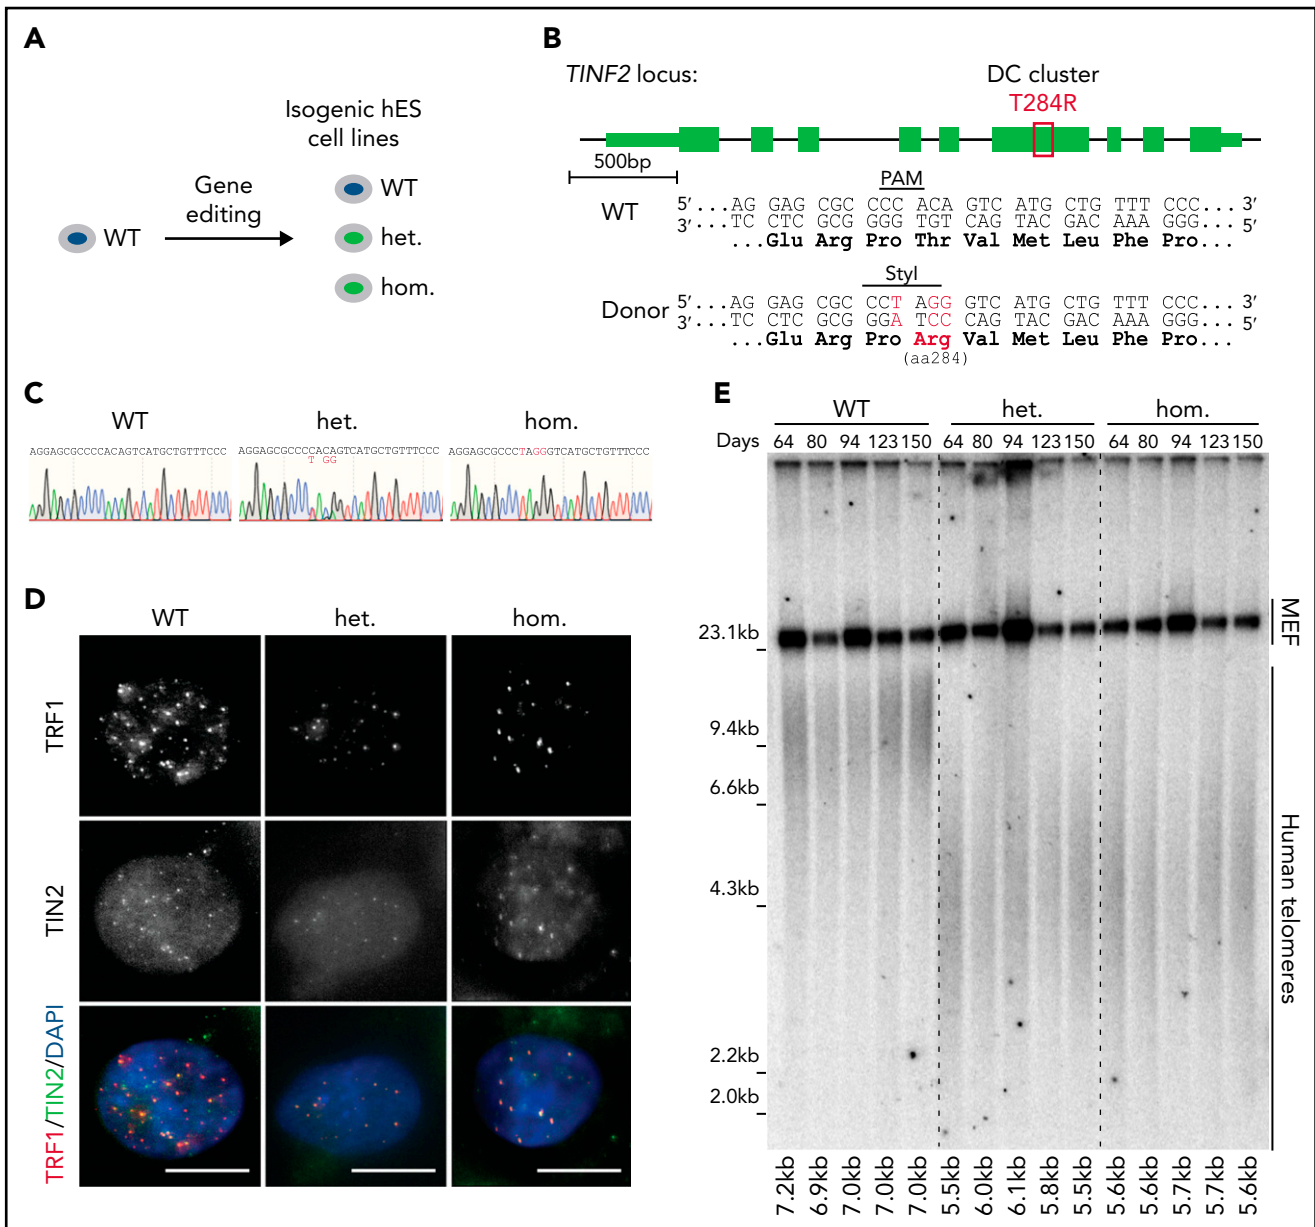 A
Isogenic hES
cell lines
Gene
editing
WT
WT
het.
hom.
B
TINF2 locus:
DC cluster
T284R
500bp
PAM
WT
5′...AG GAG CGC CCC ACA GTC ATG CTG TTT CCC... 3′
3′...TC CTC GCG GGG TGT CAG TAC GAC AAA GGG... 5′
...Glu Arg Pro Thr Val Met Leu Phe Pro...
StyI
Donor
5′...AG GAG CGC CCT AGG GTC ATG CTG TTT CCC... 3′
3′...TC CTC GCG GGA TCC CAG TAC GAC AAA GGG... 5′
...Glu Arg Pro Arg Val Met Leu Phe Pro...
(aa284)
C
WT het. hom.
AGGAGCGCCCCACAGTCATGCTGTTTCCC
AGGAGCGCCCCACAGTCATGCTGTTTCCC
T GG
AGGAGCGCCCTAGGGTCATGCTGTTTCCC
D
WT het. hom.
TRF1
TIN2
TRF1/TIN2/DAPI
E
WT het. hom.
Days 64 80 94 123 150 64 80 94 123 150 64 80 94 123 150
23.1kb
9.4kb
6.6kb
4.3kb
2.2kb
2.0kb
MEF
Human telomeres
7.2kb 6.9kb 7.0kb 7.0kb 7.0kb 5.5kb 6.0kb 6.1kb 5.8kb 5.5kb 5.6kb 5.6kb 5.7kb 5.7kb 5.6kb